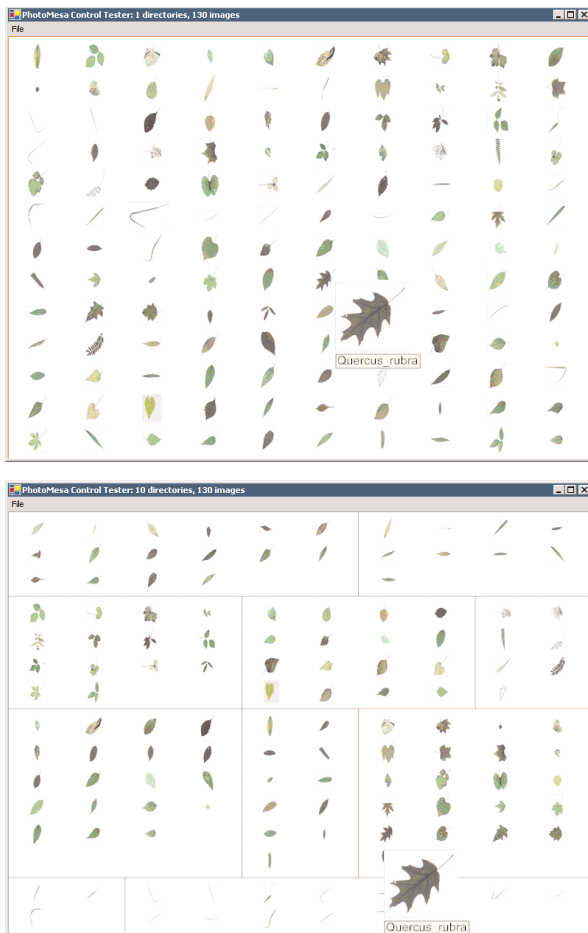 PhotoMesa Control Tester: 1 directories, 130 images
File
Quercus_rubra
PhotoMesa Control Tester: 10 directories, 130 images
File
Quercus_rubra